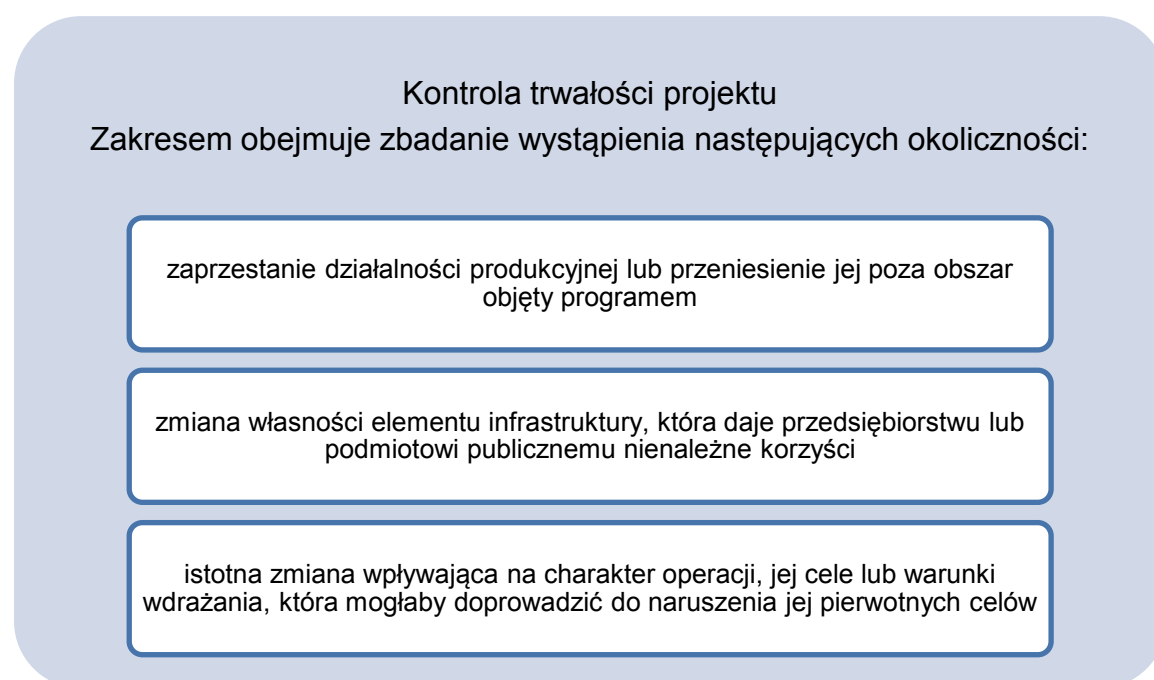 Kontrola trwałości projektu
Zakresem obejmuje zbadanie wystąpienia następujących okoliczności:
zaprzestanie działalności produkcyjnej lub przeniesienie jej poza obszar
objęty programem
zmiana własności elementu infrastruktury, która daje przedsiębiorstwu lub
podmiotowi publicznemu nienależne korzyści
istotna zmiana wpływająca na charakter operacji, jej cele lub warunki
wdrażania, która mogłaby doprowadzić do naruszenia jej pierwotnych celów